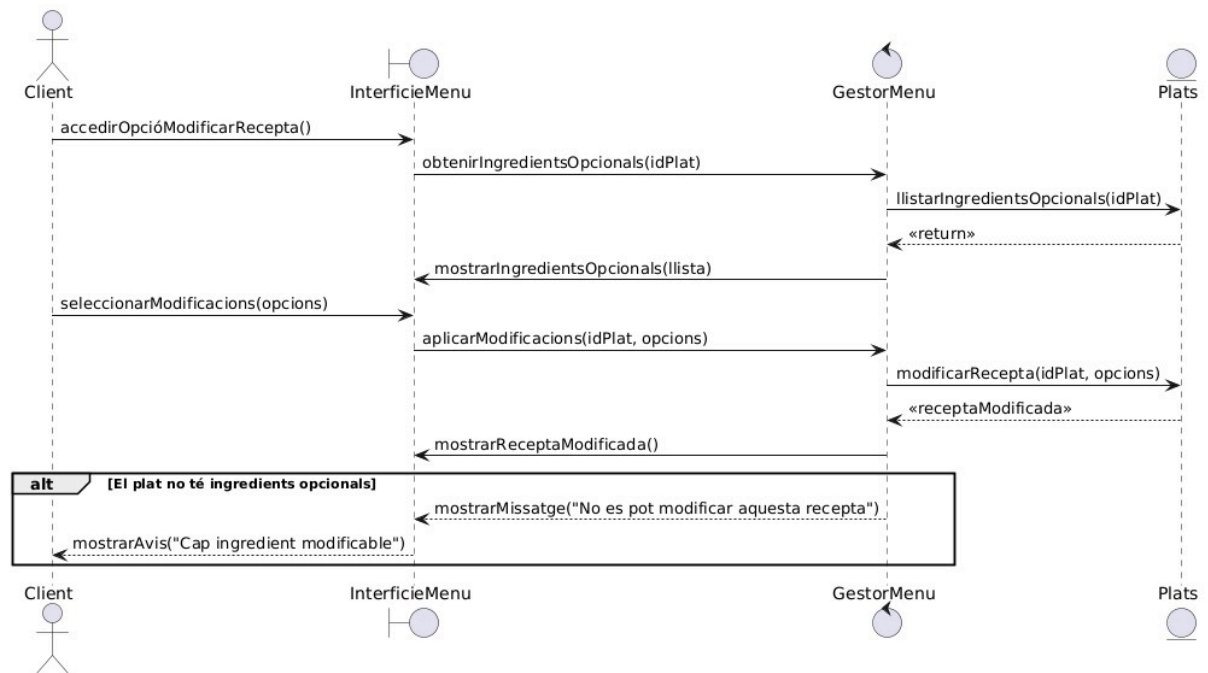 Client
InterficieMenu
GestorMenu
Plats
accedirOpcióModificarRecepta()
obtenirIngredientsOpcionals(idPlat)
llistarIngredientsOpcionals(idPlat)
«return»
mostrarIngredientsOpcionals(llista)
seleccionarModificacions(opcions)
aplicarModificacions(idPlat, opcions)
modificarRecepta(idPlat, opcions)
«receptaModificada»
mostrarReceptaModificada()
alt
[El plat no té ingredients opcionals]
mostrarMissatge("No es pot modificar aquesta recepta")
mostrarAvis("Cap ingredient modificable")
Client
InterficieMenu
GestorMenu
Plats